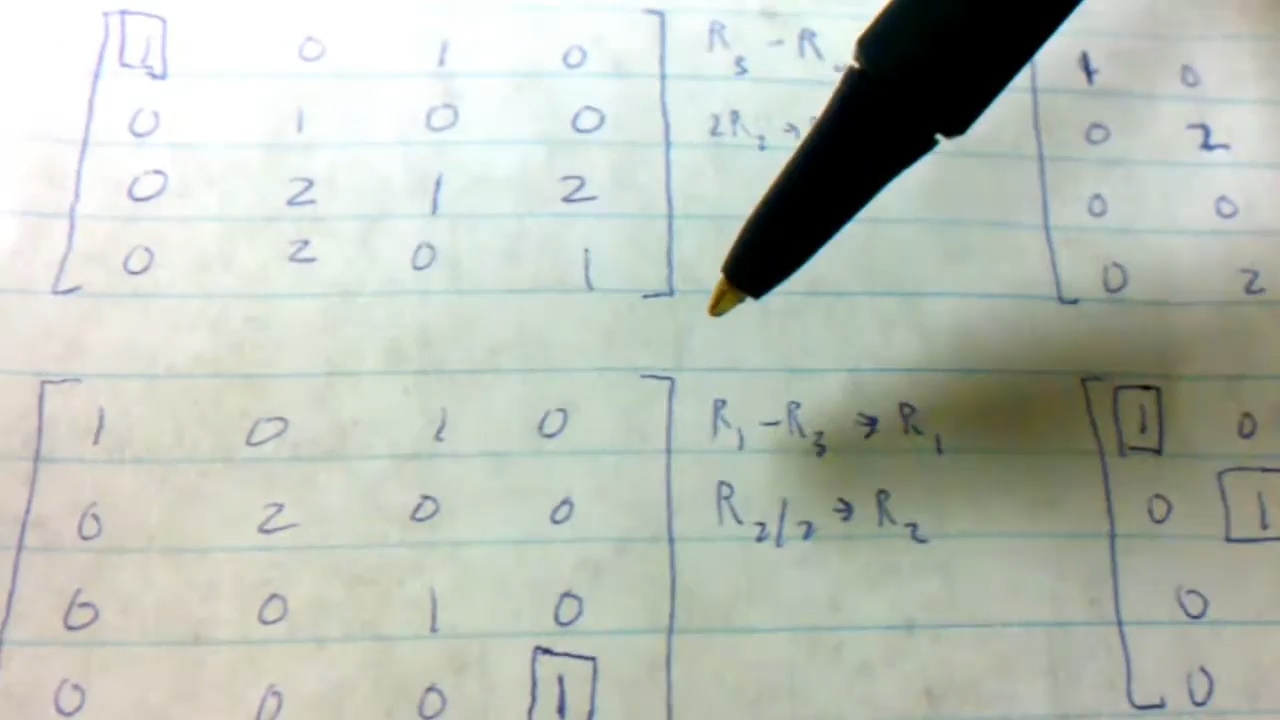 1 0 1 0 R3 - R 1 0
0 1 0 0 2R2 → 0 2
0 2 1 2 0 0
0 2 0 1 0 2
1 0 1 0 R1 - R3 → R1 1 0
0 2 0 0 R2/2 → R2 0 1
0 0 1 0 0
0 0 0 1 0